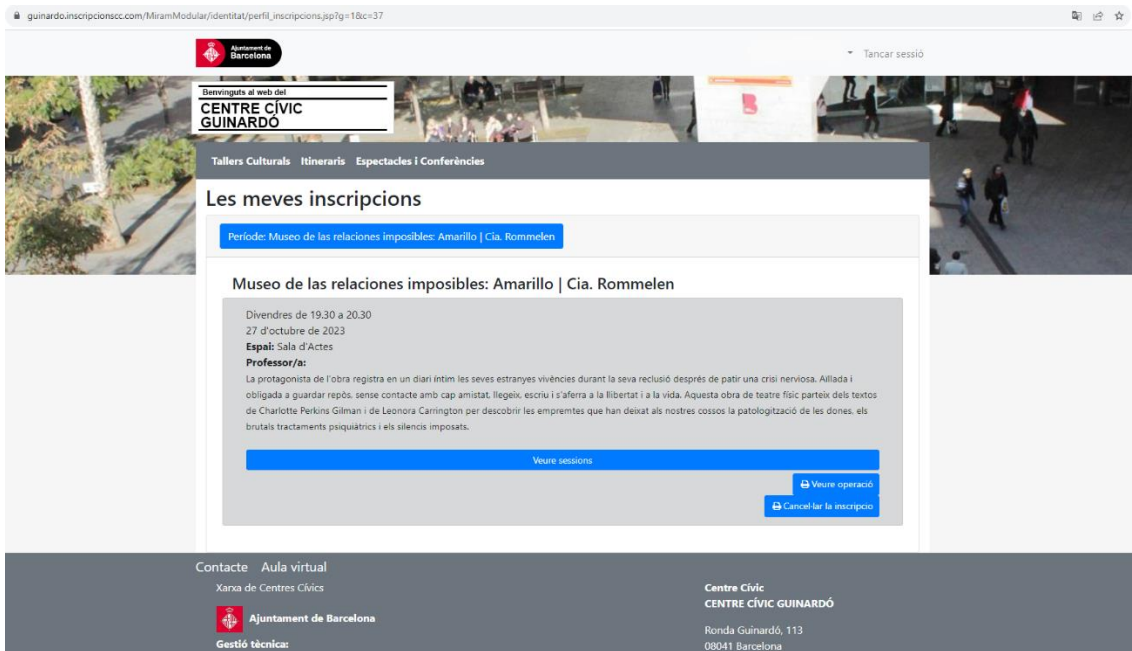 guinardo.inscripcionscc.com/MiramModular/identitat/perfil_inscripcions.jsp?g=1&c=37
Ajuntament de
Barcelona
Tancar sessió
Benvinguts al web del
CENTRE CÍVIC
GUINARDÓ
Tallers Culturals Itineraris Espectacles i Conferències
Les meves inscripcions
Període: Museo de las relaciones imposibles: Amarillo | Cia. Rommelen
Museo de las relaciones imposibles: Amarillo | Cia. Rommelen
Divendres de 19.30 a 20.30
27 d'octubre de 2023
Espai: Sala d'Actes
Professor/a:
La protagonista de l'obra registra en un diari íntim les seves estranyes vivències durant la seva reclusió després de patir una crisi nerviosa. Aïllada i
obligada a guardar repòs, sense contacte amb cap amistat, llegeix, escriu i s'aferra a la llibertat i a la vida. Aquesta obra de teatre físic parteix dels textos
de Charlotte Perkins Gilman i de Leonora Carrington per descobrir les empremtes que han deixat als nostres cossos la patologització de les dones, els
brutals tractaments psiquiàtrics i els silencis imposats.
Veure sessions
Veure operació
Cancel·lar la inscripcio
Contacte Aula virtual
Xarxa de Centres Cívics
Ajuntament de Barcelona
Gestió tècnica:
Centre Cívic
CENTRE CÍVIC GUINARDÓ
Ronda Guinardó, 113
08041 Barcelona